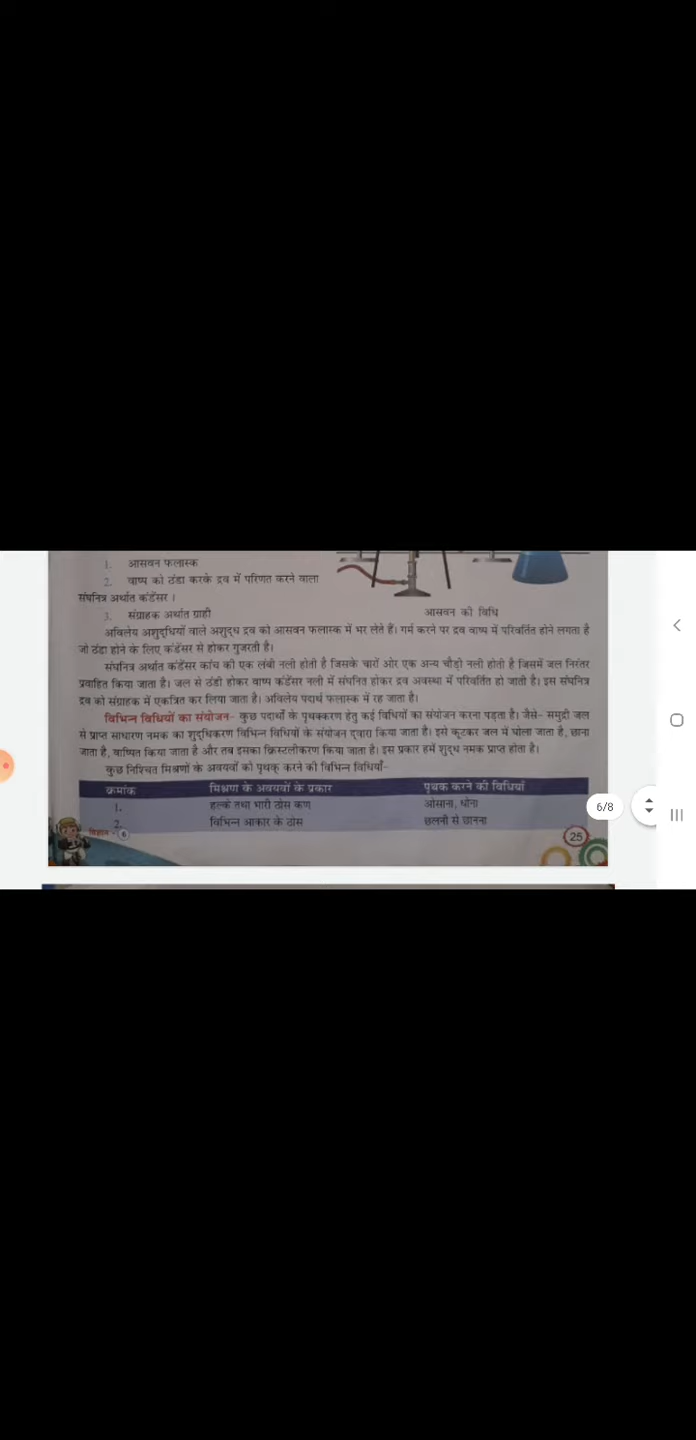 1. आसवन फ्लास्क
2. वाष्प को ठंडा करके द्रव में परिणत करने वाला
संघनित्र अर्थात कंडेंसर ।
3. संग्राहक अर्थात ग्राही
आसवन की विधि
अविलेय अशुद्धियों वाले अशुद्ध द्रव को आसवन फ्लास्क में भर लेते हैं। गर्म करने पर द्रव वाष्प में परिवर्तित होने लगता है
जो ठंडा होने के लिए कंडेंसर से होकर गुजरती है।
संघनित्र अर्थात कंडेंसर कांच की एक लंबी नली होती है जिसके चारों ओर एक अन्य चौड़ी नली होती है जिसमें जल निरंतर
प्रवाहित किया जाता है। जल से ठंडी होकर वाष्प कंडेंसर नली में संघनित होकर द्रव अवस्था में परिवर्तित हो जाती है। इस संघनित्र
द्रव को संग्राहक में एकत्रित कर लिया जाता है। अविलेय पदार्थ फलास्क में रह जाता है।
विभिन्न विधियों का संयोजन- कुछ पदार्थों के पृथक्करण हेतु कई विधियों का संयोजन करना पड़ता है। जैसे- समुद्री जल
से प्राप्त साधारण नमक का शुद्धिकरण विभिन्न विधियों के संयोजन द्वारा किया जाता है। इसे कूटकर जल में घोला जाता है, छाना
जाता है, वाष्पित किया जाता है और तब इसका क्रिस्टलीकरण किया जाता है। इस प्रकार हमें शुद्ध नमक प्राप्त होता है।
कुछ निश्चित मिश्रणों के अवयवों को पृथक् करने की विभिन्न विधियाँ-
क्रमांक मिश्रण के अवयवों के प्रकार पृथक करने की विधियाँ
1. हल्के तथा भारी ठोस कण ओसाना, धोना
2. विभिन्न आकार के ठोस छलनी से छानना
6/8
विज्ञान - 6
25